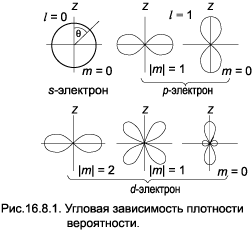 l = 0
z
θ
m = 0
s-электрон
z
l = 1
z
|m| = 1
m = 0
p-электрон
z
z
z
|m| = 2
|m| = 1
m = 0
d-электрон
Рис.16.8.1. Угловая зависимость плотности
вероятности.